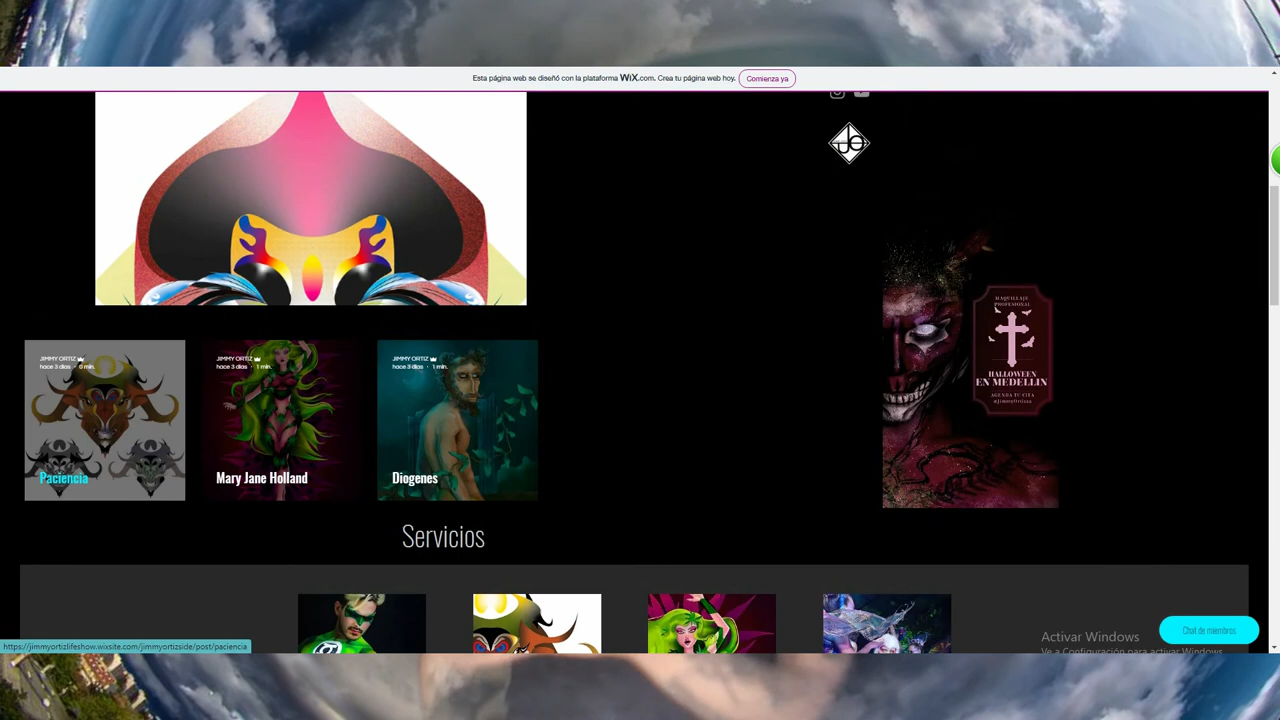 Esta página web se diseñó con la plataforma WiX.com. Crea tu página web hoy. Comienza ya
JIMMY ORTIZ
hace 3 días · 0 min.
Paciencia
JIMMY ORTIZ
hace 3 días · 1 min.
Mary Jane Holland
JIMMY ORTIZ
hace 3 días · 1 min.
Diogenes
MAQUILLAJE
PROFESIONAL
HALLOWEEN
EN MEDELLIN
AGENDA TU CITA
Servicios
Chat de miembros
Activar Windows
Ve a Configuración para activar Windows.
https://jimmyortizlifeshow.wixsite.com/jimmyortizside/post/paciencia